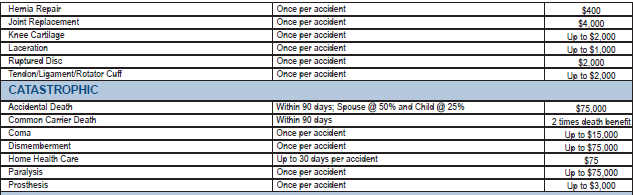 Hernia Repair Once per accident $400
Joint Replacement Once per accident $4,000
Knee Cartilage Once per accident Up to $2,000
Laceration Once per accident Up to $1,000
Ruptured Disc Once per accident $2,000
Tendon/Ligament/Rotator Cuff Once per accident Up to $2,000
CATASTROPHIC
Accidental Death Within 90 days; Spouse @ 50% and Child @ 25% $75,000
Common Carrier Death Within 90 days 2 times death benefit
Coma Once per accident Up to $15,000
Dismemberment Once per accident Up to $75,000
Home Health Care Up to 30 days per accident $75
Paralysis Once per accident Up to $75,000
Prosthesis Once per accident Up to $3,000